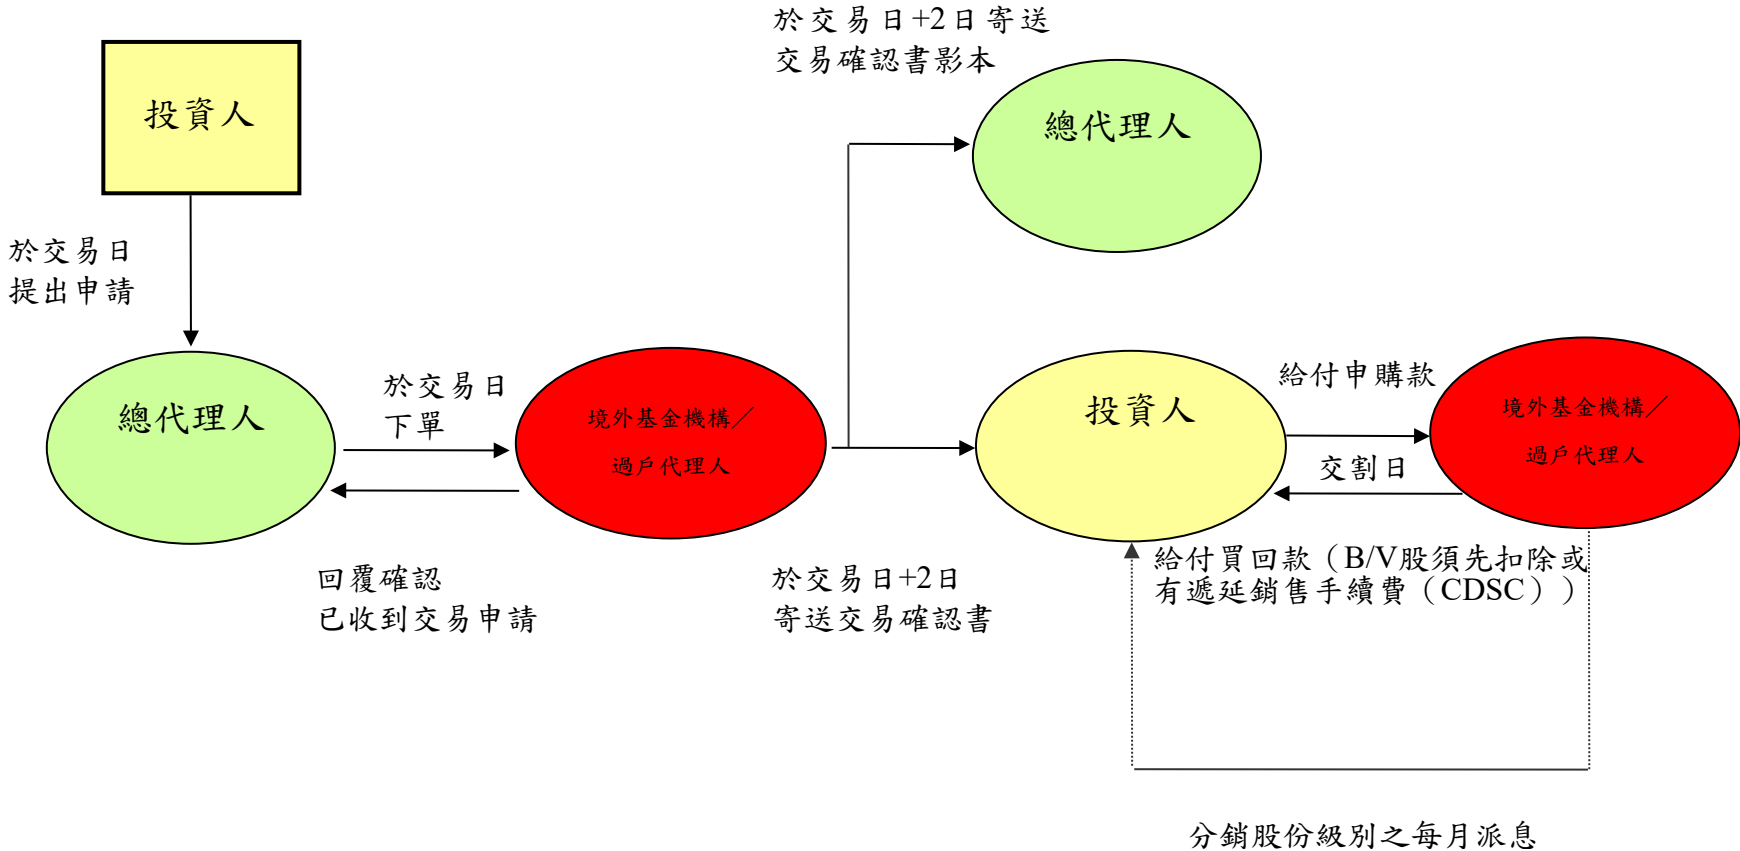 於交易日+2日寄送
交易確認書影本
投資人
總代理人
於交易日
提出申請
總代理人
於交易日
下單
境外基金機構／
過戶代理人
投資人
給付申購款
交割日
境外基金機構／
過戶代理人
回覆確認
已收到交易申請
於交易日+2日
寄送交易確認書
給付買回款（B/V股須先扣除或
有遞延銷售手續費（CDSC））
分銷股份級別之每月派息